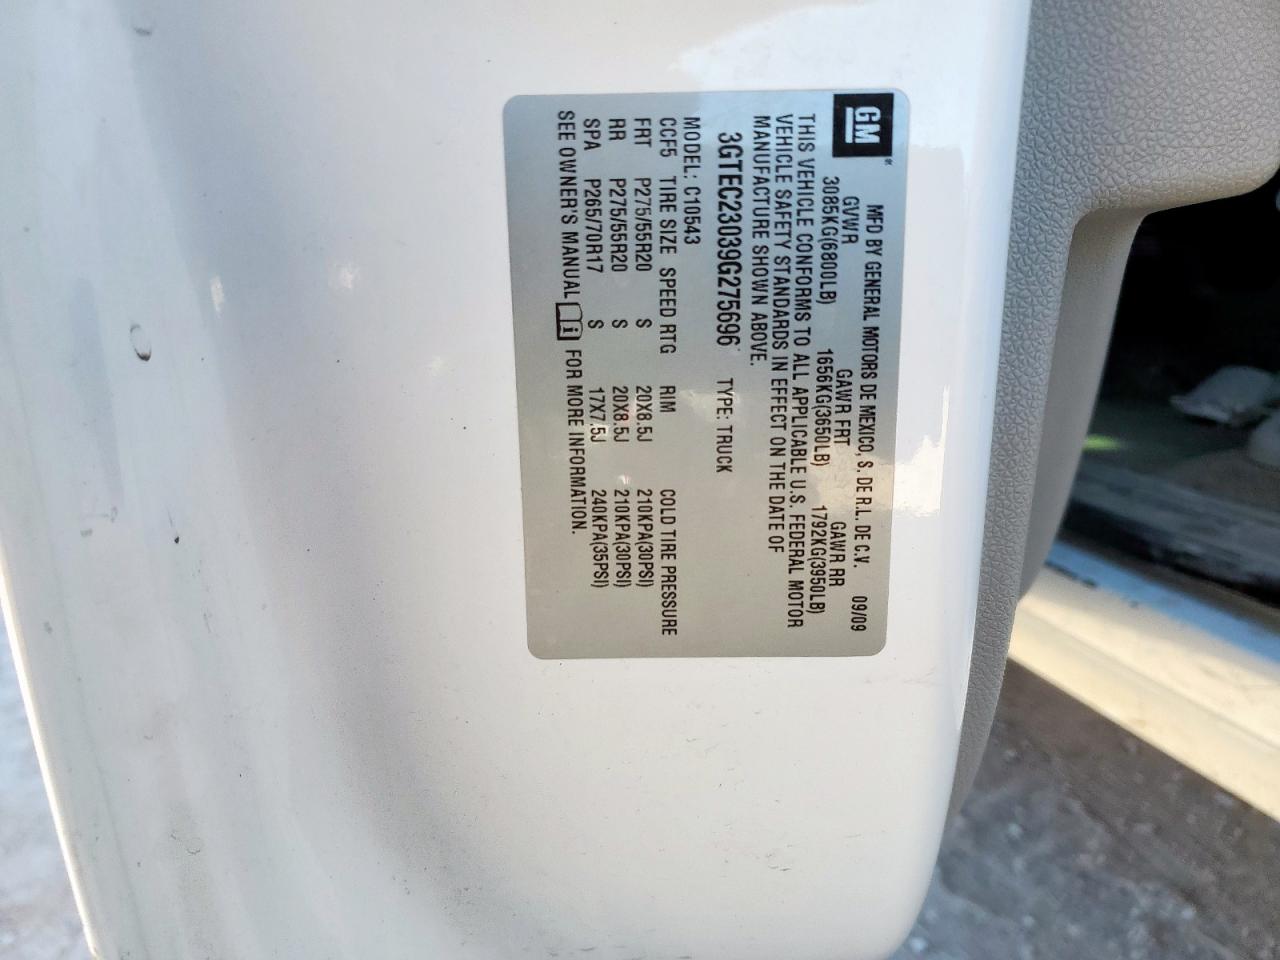 GM
MFD BY GENERAL MOTORS DE MEXICO, S. DE R.L. DE C.V. 09/09
GVWR GAWR FRT GAWR RR
3085KG(6800LB) 1656KG(3650LB) 1792KG(3950LB)
THIS VEHICLE CONFORMS TO ALL APPLICABLE U.S. FEDERAL MOTOR
VEHICLE SAFETY STANDARDS IN EFFECT ON THE DATE OF
MANUFACTURE SHOWN ABOVE.
3GTEC23039G275696 TYPE: TRUCK
MODEL: C10543
CCF5 TIRE SIZE SPEED RTG RIM COLD TIRE PRESSURE
FRT P275/55R20 S 20X8.5J 210KPA(30PSI)
RR P275/55R20 S 20X8.5J 210KPA(30PSI)
SPA P265/70R17 S 17X7.5J 240KPA(35PSI)
SEE OWNER'S MANUAL FOR MORE INFORMATION.